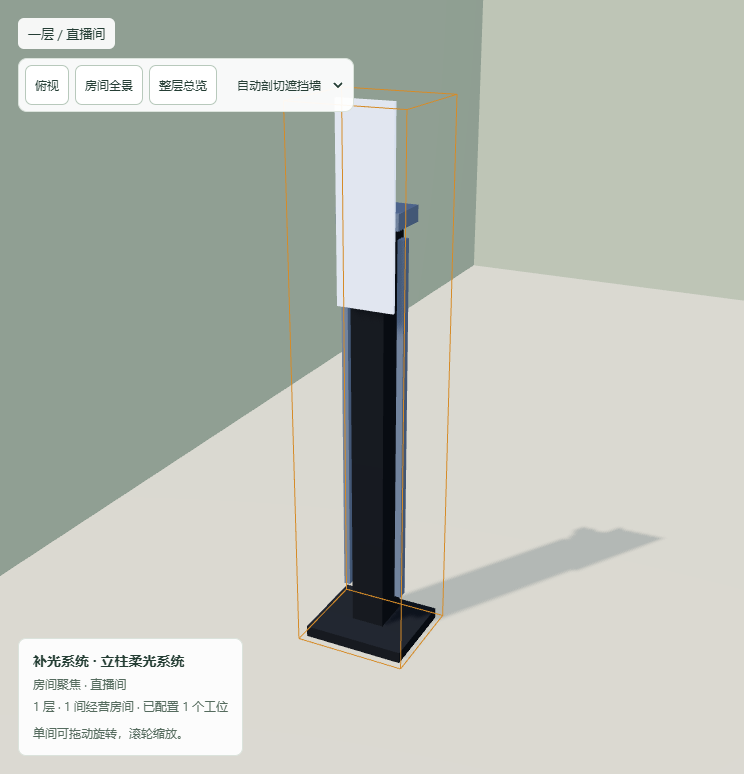 一层 / 直播间
俯视 房间全景 整层总览 自动剖切遮挡墙
补光系统 · 立柱柔光系统
房间聚焦 · 直播间
1 层 · 1 间经营房间 · 已配置 1 个工位
单间可拖动旋转，滚轮缩放。